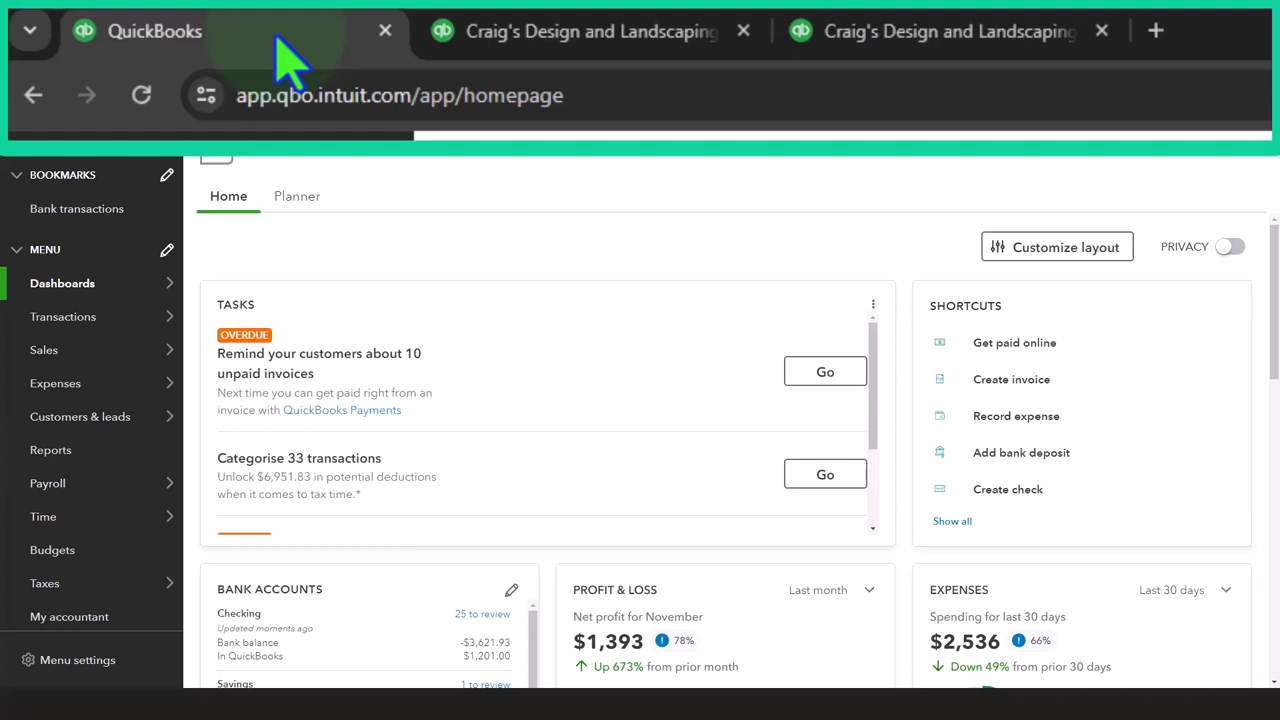 QuickBooks
Craig's Design and Landscaping
Craig's Design and Landscaping
app.qbo.intuit.com/app/homepage
BOOKMARKS
Bank transactions
MENU
Dashboards
Transactions
Sales
Expenses
Customers & leads
Reports
Payroll
Time
Budgets
Taxes
My accountant
Menu settings
Home
Planner
Customize layout
PRIVACY
TASKS
OVERDUE
Remind your customers about 10
unpaid invoices
Next time you can get paid right from an
invoice with QuickBooks Payments
Go
Categorise 33 transactions
Unlock $6,951.83 in potential deductions
when it comes to tax time.*
Go
SHORTCUTS
Get paid online
Create invoice
Record expense
Add bank deposit
Create check
Show all
BANK ACCOUNTS
Checking
25 to review
Updated moments ago
Bank balance
-$3,621.93
In QuickBooks
$1,201.00
Savings
1 to review
PROFIT & LOSS
Last month
Net profit for November
$1,393
78%
Up 673% from prior month
EXPENSES
Last 30 days
Spending for last 30 days
$2,536
66%
Down 49% from prior 30 days